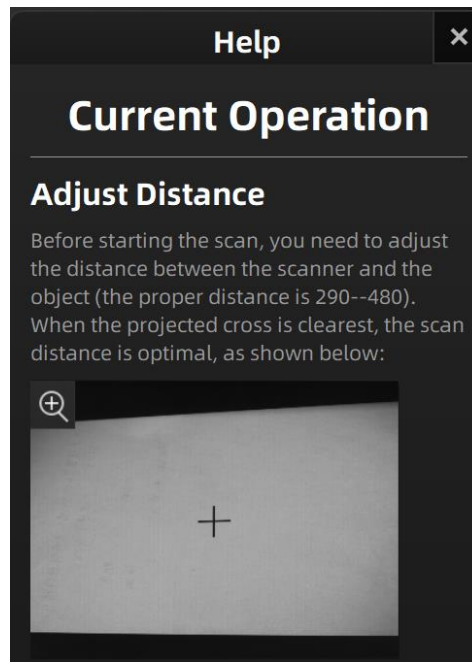 Help
Current Operation
Adjust Distance
Before starting the scan, you need to adjust
the distance between the scanner and the
object (the proper distance is 290--480).
When the projected cross is clearest, the scan
distance is optimal, as shown below: